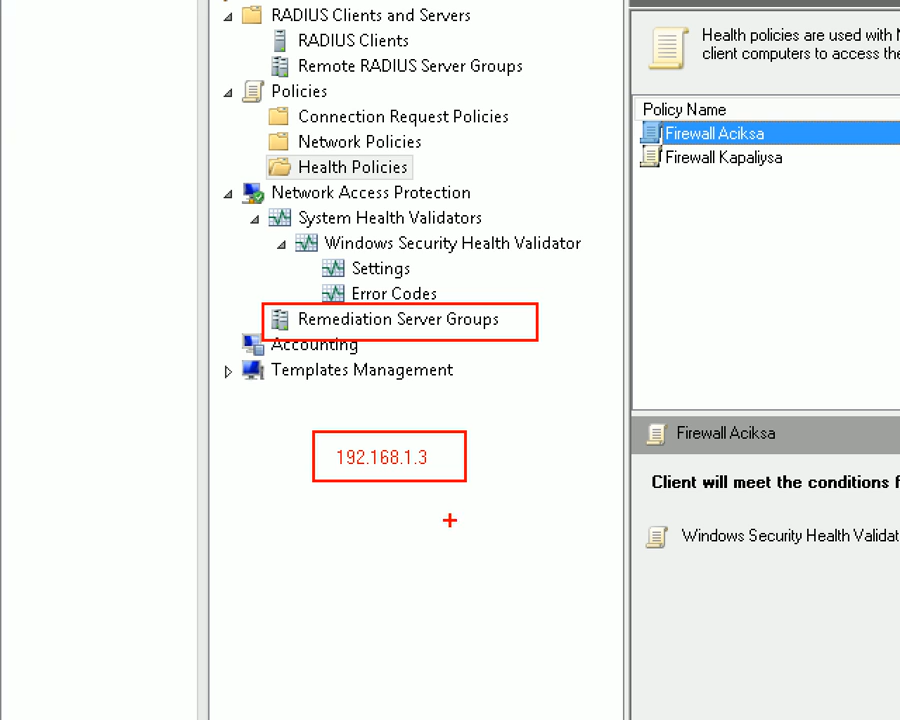 RADIUS Clients and Servers
RADIUS Clients
Remote RADIUS Server Groups
Policies
Connection Request Policies
Network Policies
Health Policies
Network Access Protection
System Health Validators
Windows Security Health Validator
Settings
Error Codes
Remediation Server Groups
Accounting
Templates Management
192.168.1.3
Health policies are used with
client computers to access the
Policy Name
Firewall Aciksa
Firewall Kapaliysa
Firewall Aciksa
Client will meet the conditions
Windows Security Health Validat